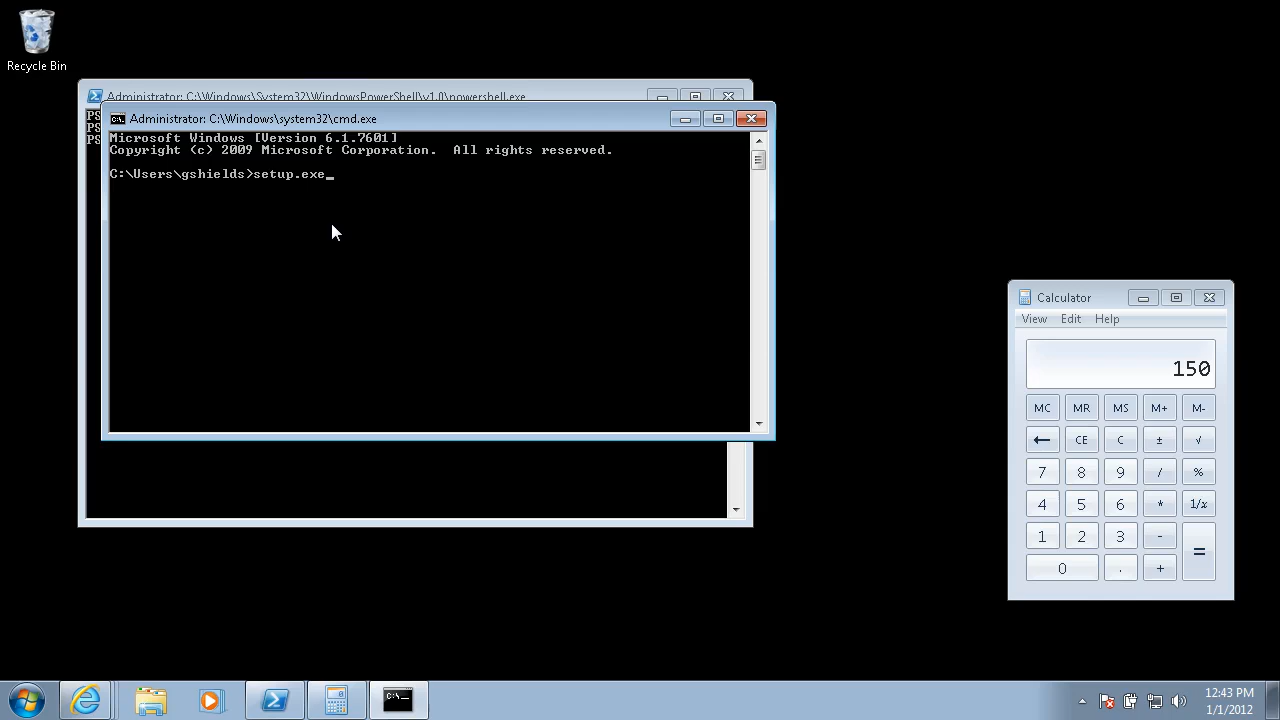 Recycle Bin
Administrator: C:\Windows\System32\WindowsPowerShell\v1.0\powershell.exe
PS
PS
PS
Administrator: C:\Windows\system32\cmd.exe
Microsoft Windows [Version 6.1.7601]
Copyright (c) 2009 Microsoft Corporation.  All rights reserved.
C:\Users\gshields>setup.exe_
Calculator
View Edit Help
150
MC MR MS M+ M-
← CE C ± √
7 8 9 / %
4 5 6 * 1/x
1 2 3 - =
0 . +
C:\_
12:43 PM
1/1/2012